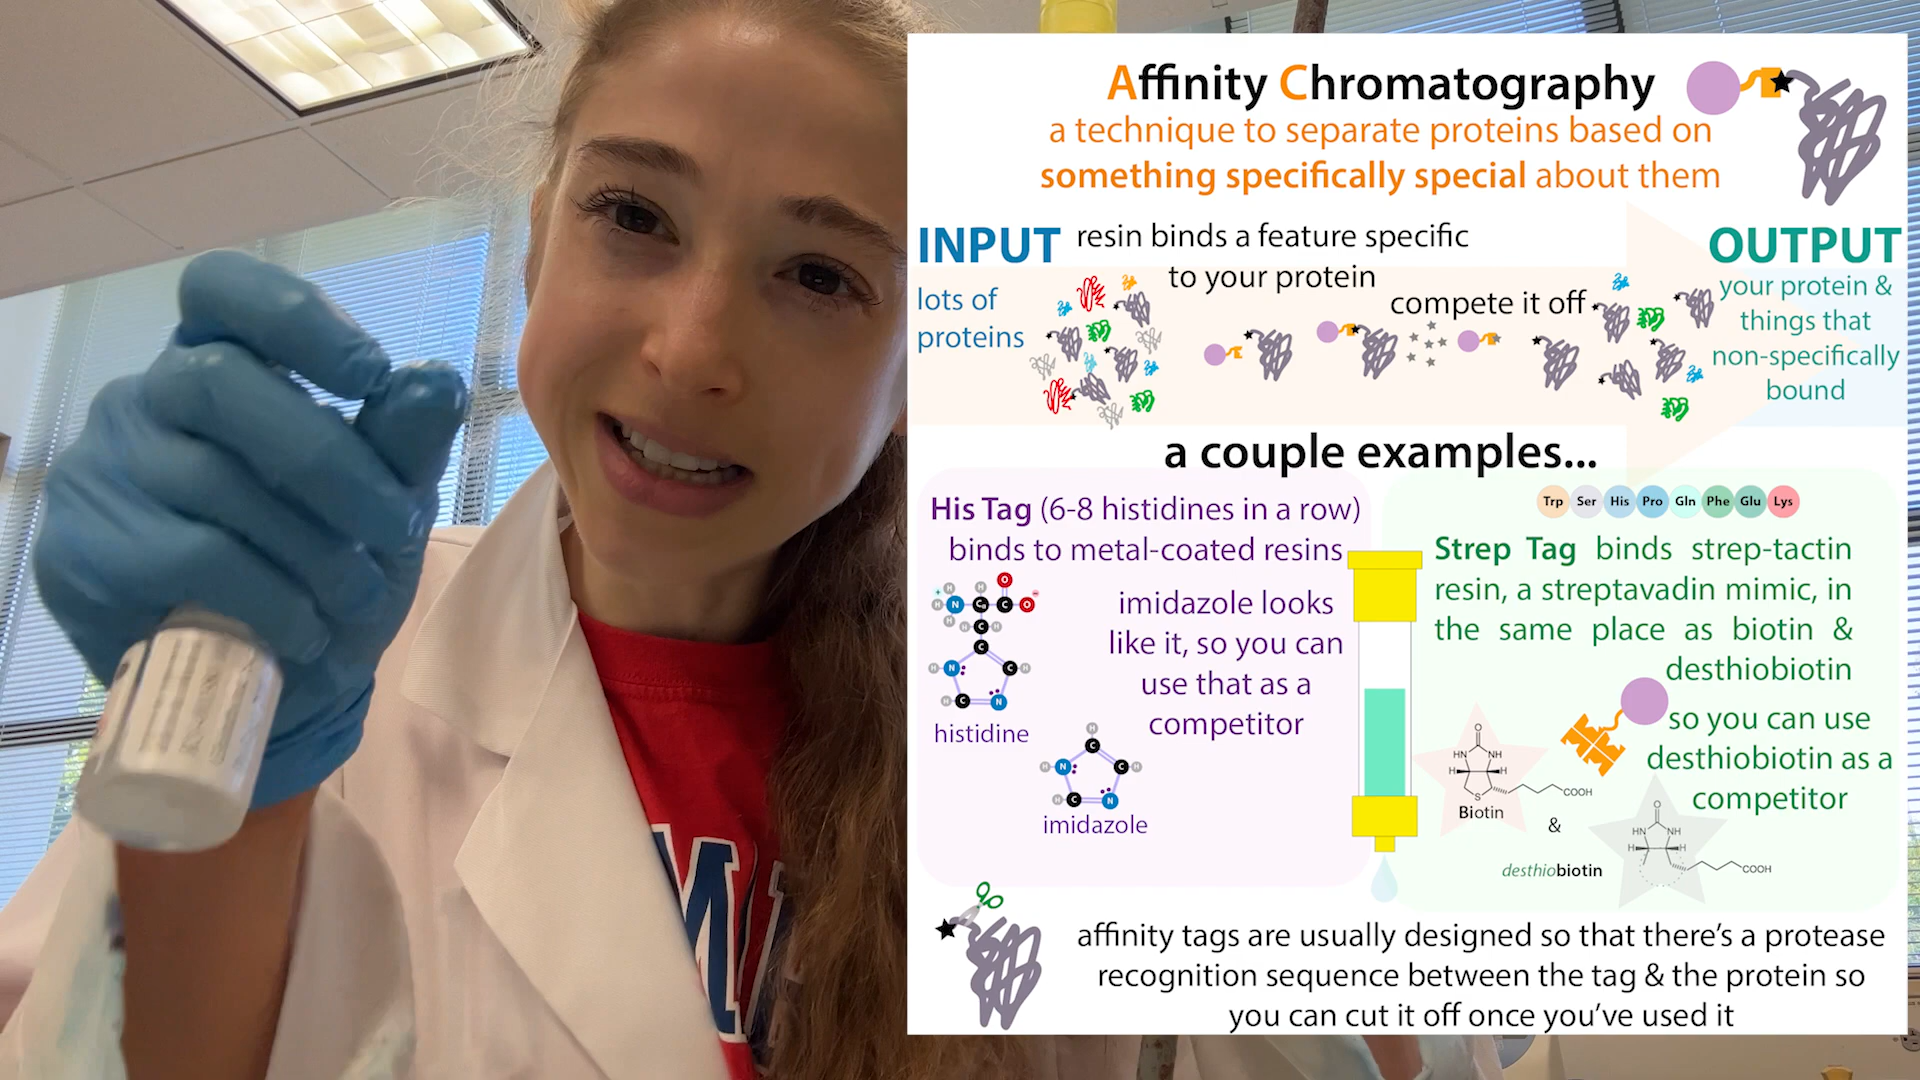 Affinity Chromatography
a technique to separate proteins based on
something specifically special about them
INPUT
lots of
proteins
resin binds a feature specific
to your protein
compete it off
OUTPUT
your protein &
things that
non-specifically
bound
a couple examples...
His Tag (6-8 histidines in a row)
binds to metal-coated resins
imidazole looks
like it, so you can
use that as a
competitor
H
H
N
H
H
C
H
C
O
O
H
C
H
C
H
N
C
H
H
C
N
histidine
H
C
H
N
C
H
H
C
N
imidazole
Trp Ser His Pro Gln Phe Glu Lys
Strep Tag binds strep-tactin
resin, a streptavadin mimic, in
the same place as biotin &
desthiobiotin
so you can use
desthiobiotin as a
competitor
O
HN NH
H H
S
COOH
Biotin
&
desthiobiotin
O
HN NH
H H
COOH
affinity tags are usually designed so that there's a protease
recognition sequence between the tag & the protein so
you can cut it off once you've used it
M